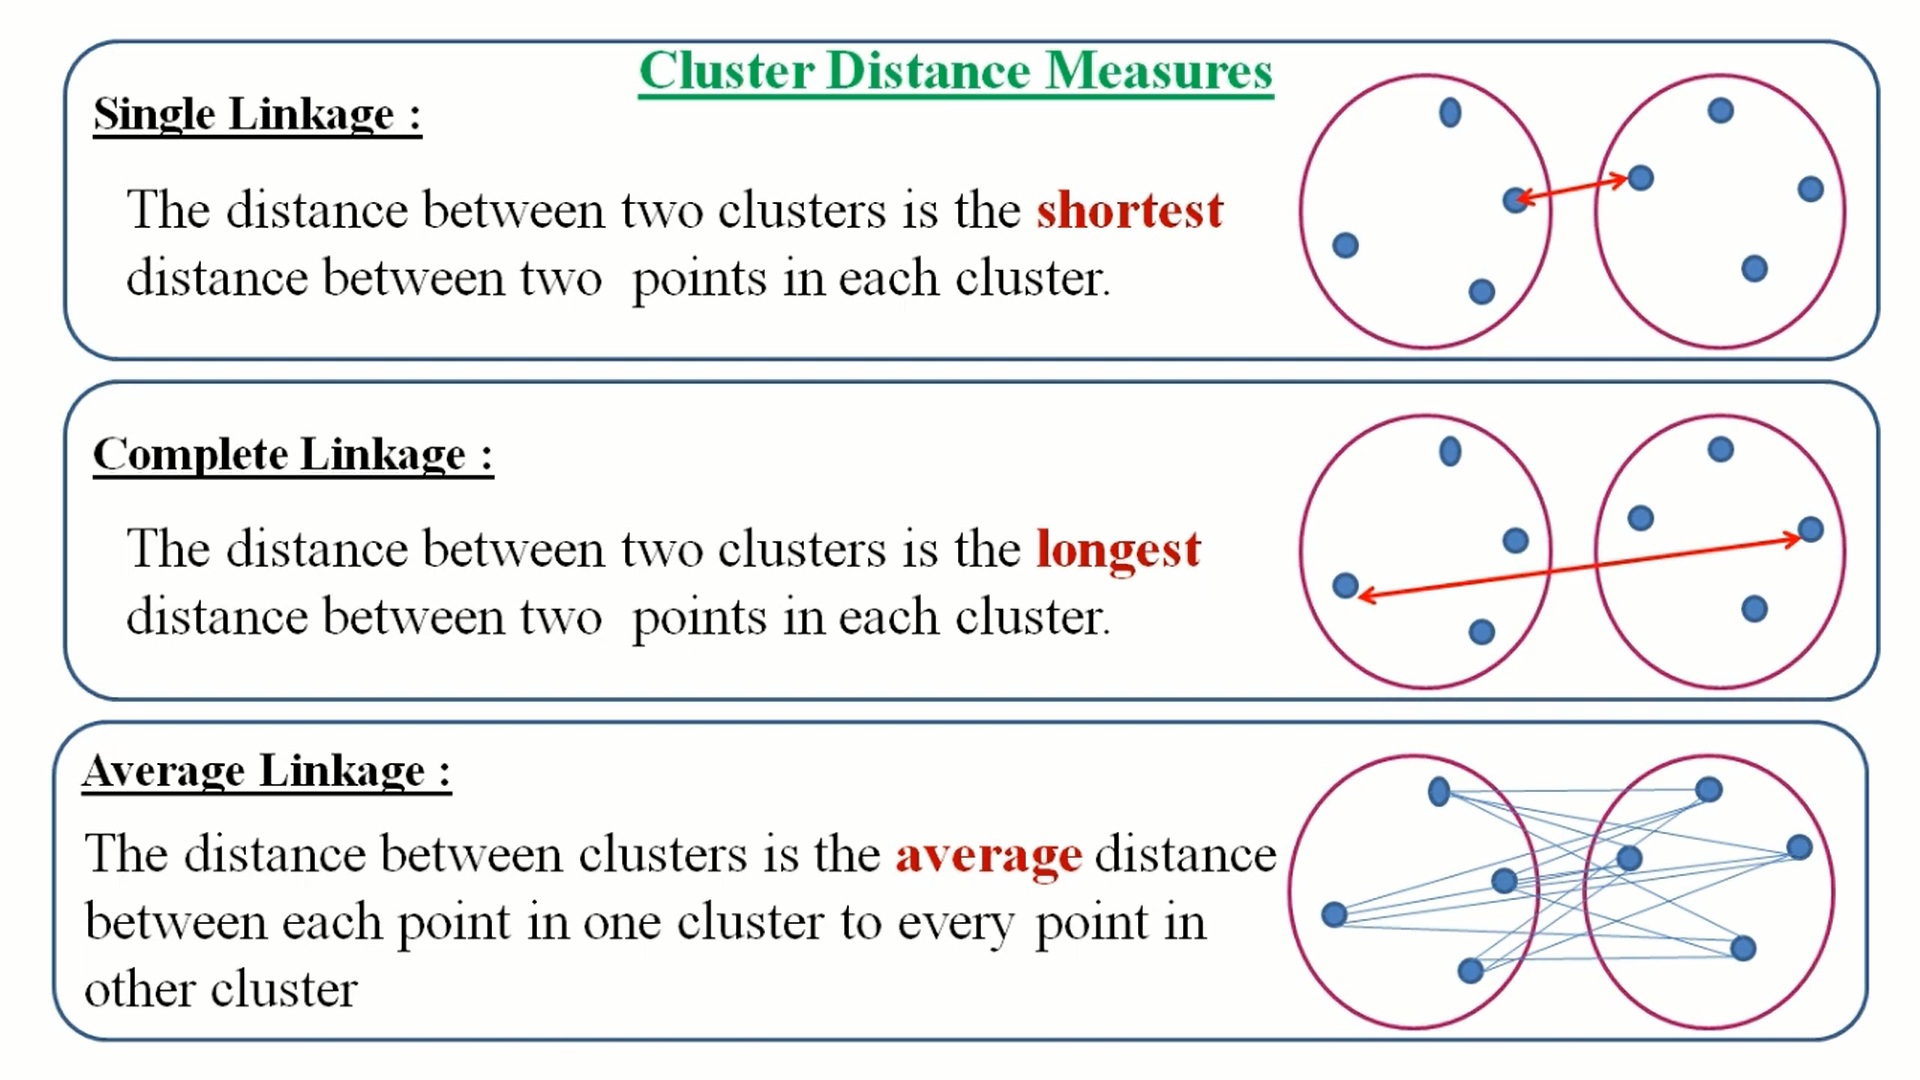 Cluster Distance Measures
Single Linkage :
The distance between two clusters is the shortest
distance between two points in each cluster.
Complete Linkage :
The distance between two clusters is the longest
distance between two points in each cluster.
Average Linkage :
The distance between clusters is the average distance
between each point in one cluster to every point in
other cluster